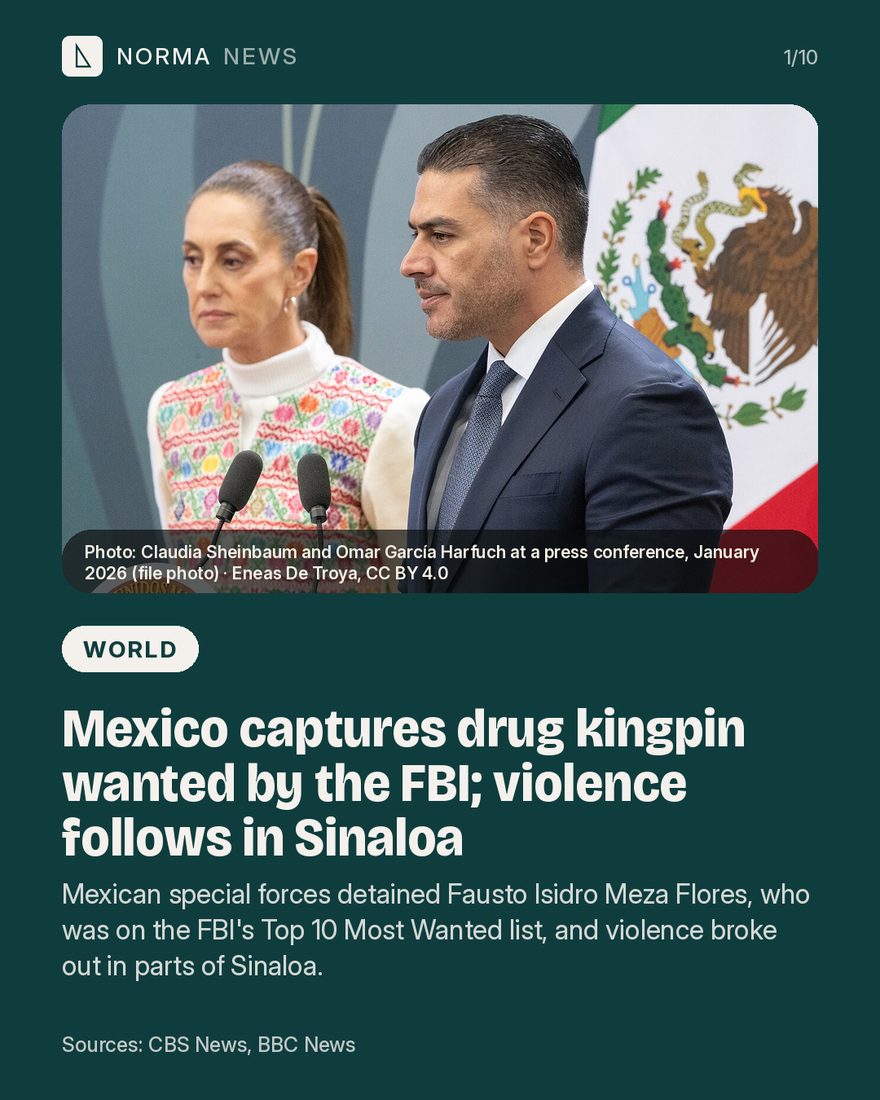 NORMA NEWS
1/10
Photo: Claudia Sheinbaum and Omar García Harfuch at a press conference, January
2026 (file photo) · Eneas De Troya, CC BY 4.0
WORLD
Mexico captures drug kingpin
wanted by the FBI; violence
follows in Sinaloa
Mexican special forces detained Fausto Isidro Meza Flores, who
was on the FBI's Top 10 Most Wanted list, and violence broke
out in parts of Sinaloa.
Sources: CBS News, BBC News